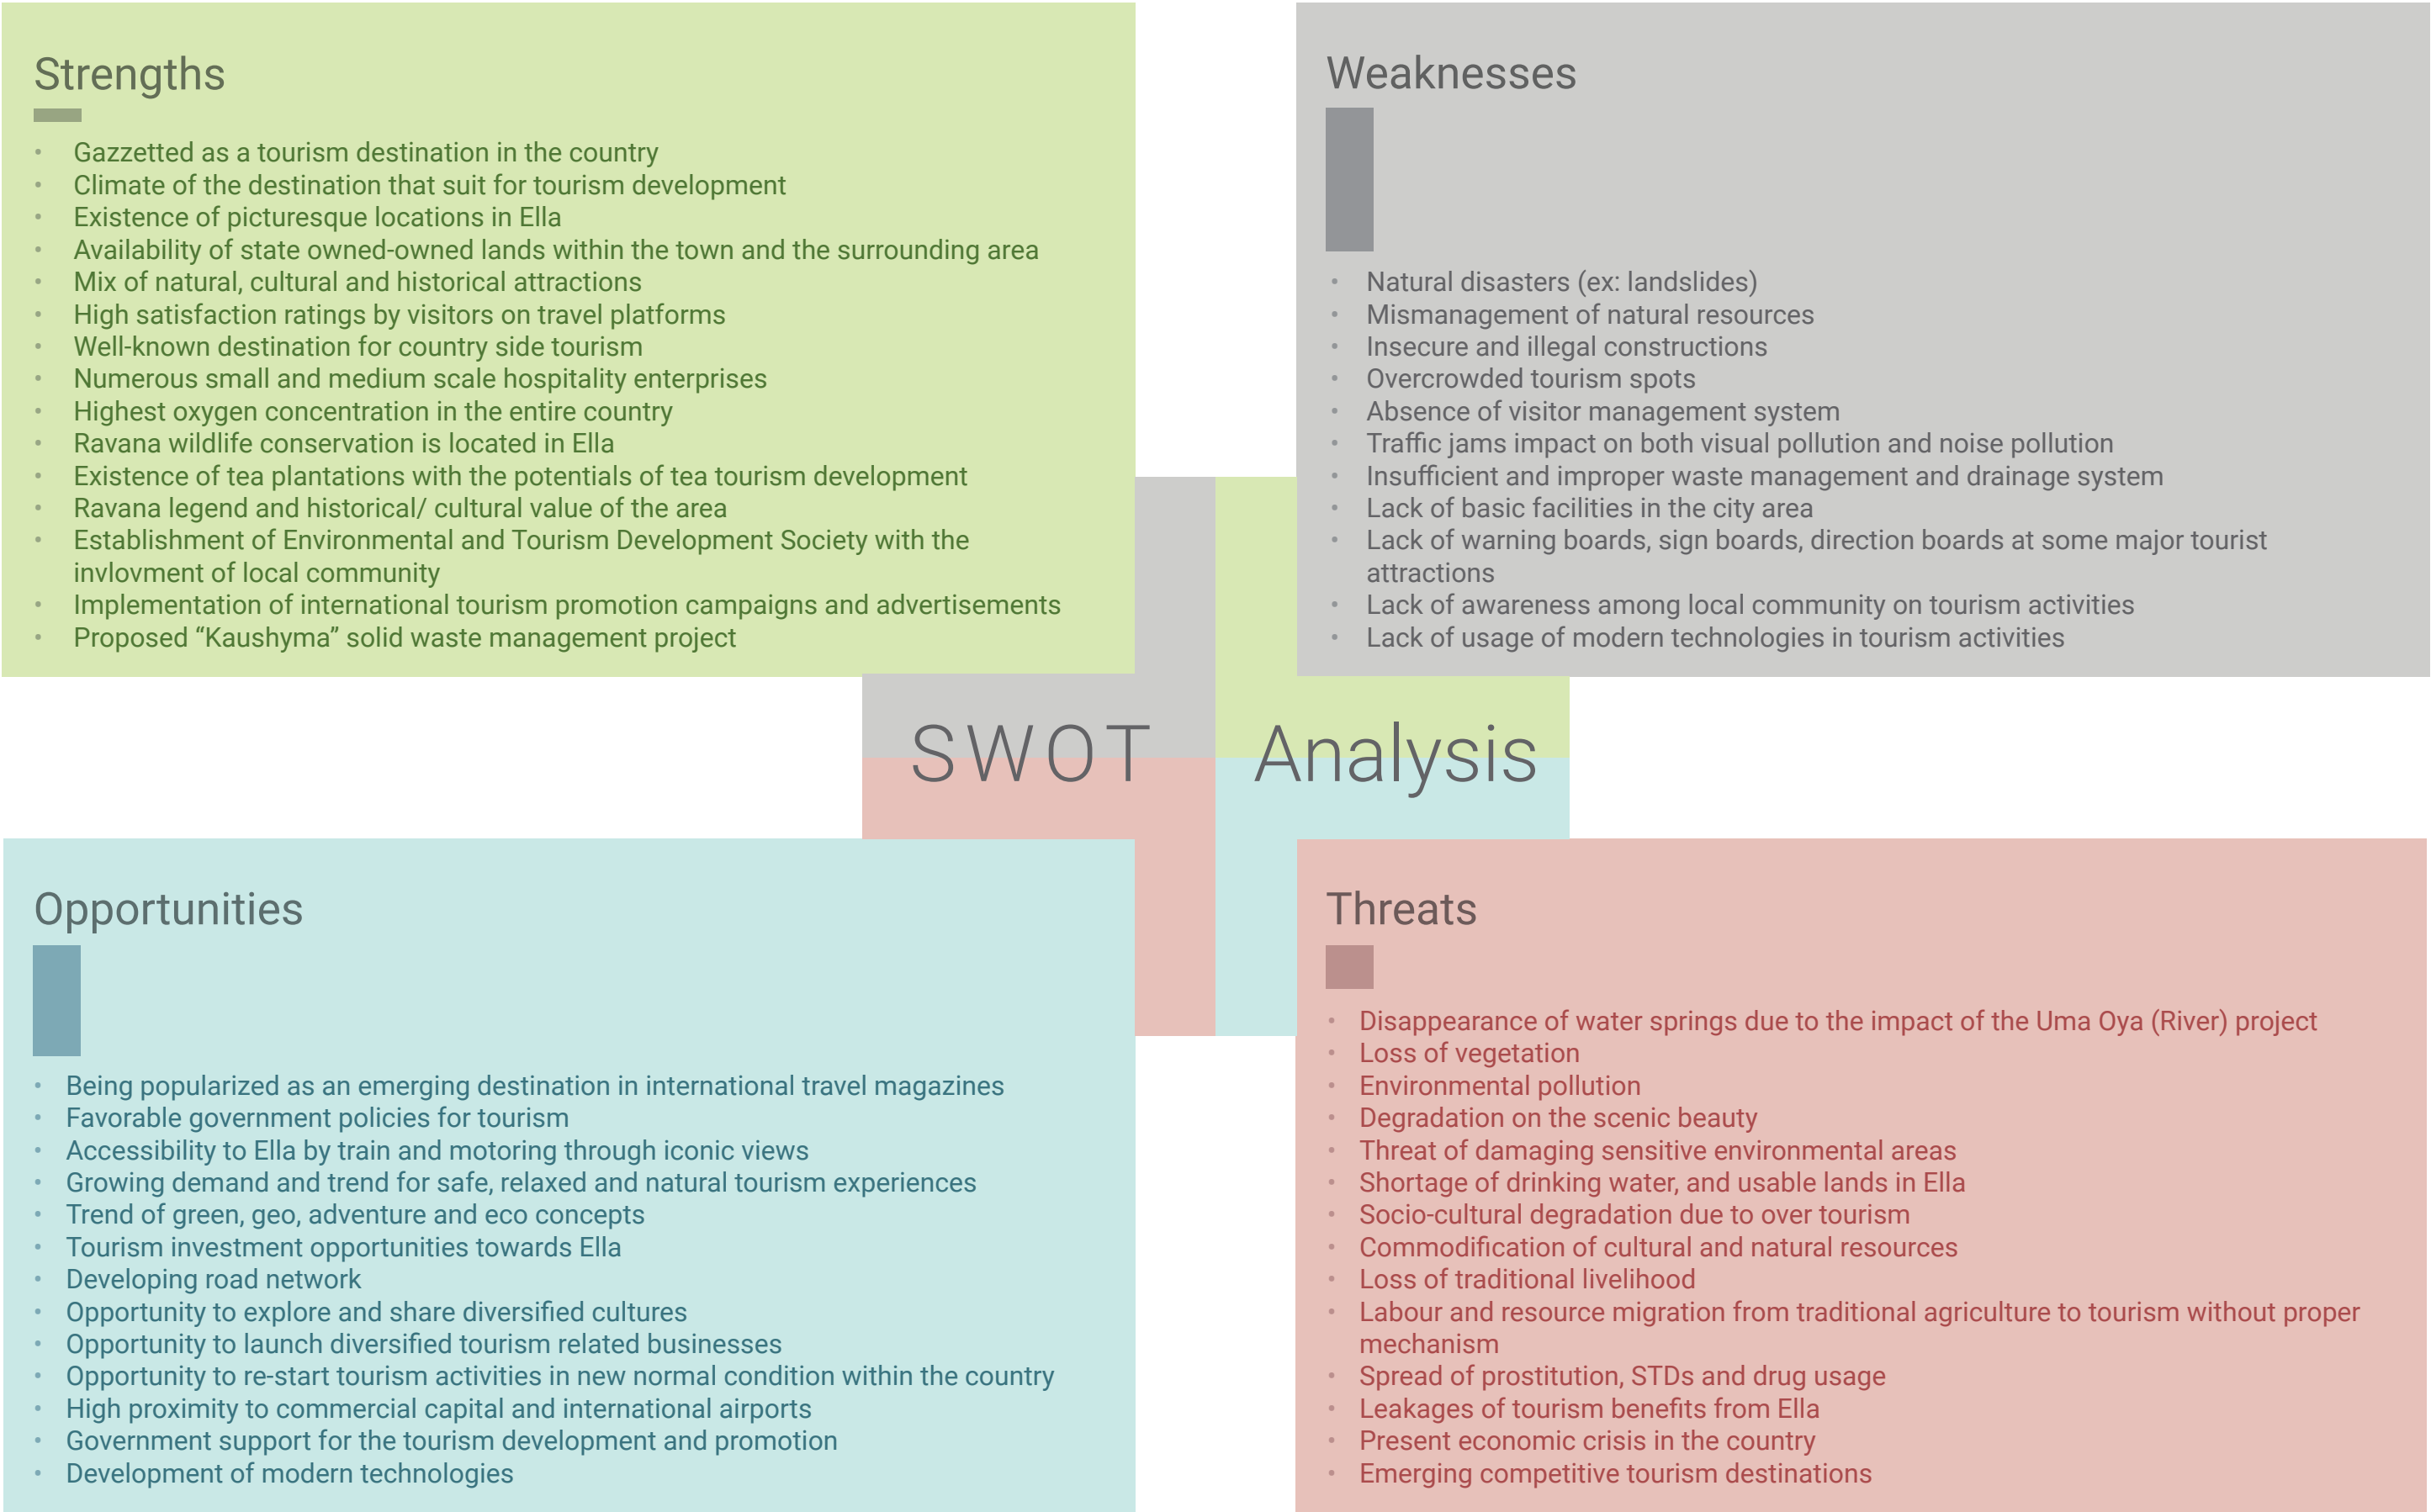 Strengths
• Gazzetted as a tourism destination in the country
• Climate of the destination that suit for tourism development
• Existence of picturesque locations in Ella
• Availability of state owned-owned lands within the town and the surrounding area
• Mix of natural, cultural and historical attractions
• High satisfaction ratings by visitors on travel platforms
• Well-known destination for country side tourism
• Numerous small and medium scale hospitality enterprises
• Highest oxygen concentration in the entire country
• Ravana wildlife conservation is located in Ella
• Existence of tea plantations with the potentials of tea tourism development
• Ravana legend and historical/ cultural value of the area
• Establishment of Environmental and Tourism Development Society with the
invlovment of local community
• Implementation of international tourism promotion campaigns and advertisements
• Proposed “Kaushyma” solid waste management project
Weaknesses
• Natural disasters (ex: landslides)
• Mismanagement of natural resources
• Insecure and illegal constructions
• Overcrowded tourism spots
• Absence of visitor management system
• Traffic jams impact on both visual pollution and noise pollution
• Insufficient and improper waste management and drainage system
• Lack of basic facilities in the city area
• Lack of warning boards, sign boards, direction boards at some major tourist
attractions
• Lack of awareness among local community on tourism activities
• Lack of usage of modern technologies in tourism activities
SWOT Analysis
Opportunities
• Being popularized as an emerging destination in international travel magazines
• Favorable government policies for tourism
• Accessibility to Ella by train and motoring through iconic views
• Growing demand and trend for safe, relaxed and natural tourism experiences
• Trend of green, geo, adventure and eco concepts
• Tourism investment opportunities towards Ella
• Developing road network
• Opportunity to explore and share diversified cultures
• Opportunity to launch diversified tourism related businesses
• Opportunity to re-start tourism activities in new normal condition within the country
• High proximity to commercial capital and international airports
• Government support for the tourism development and promotion
• Development of modern technologies
Threats
• Disappearance of water springs due to the impact of the Uma Oya (River) project
• Loss of vegetation
• Environmental pollution
• Degradation on the scenic beauty
• Threat of damaging sensitive environmental areas
• Shortage of drinking water, and usable lands in Ella
• Socio-cultural degradation due to over tourism
• Commodification of cultural and natural resources
• Loss of traditional livelihood
• Labour and resource migration from traditional agriculture to tourism without proper
mechanism
• Spread of prostitution, STDs and drug usage
• Leakages of tourism benefits from Ella
• Present economic crisis in the country
• Emerging competitive tourism destinations